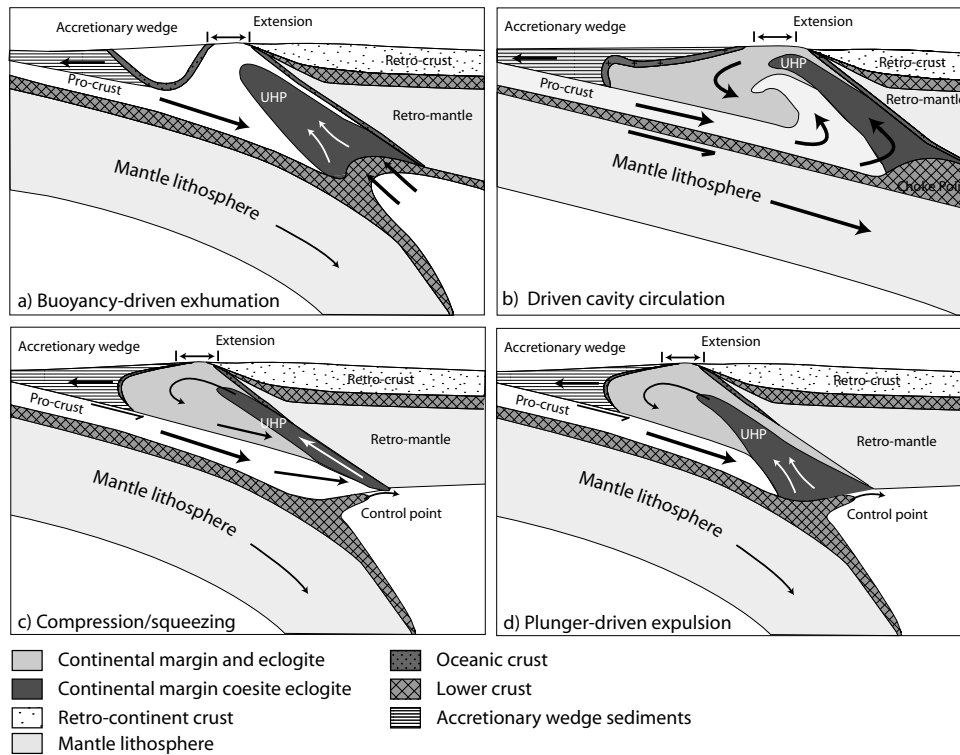 Accretionary wedge
Extension
Retro-crust
Pro-crust
UHP
Retro-mantle
Mantle lithosphere
a) Buoyancy-driven exhumation
Accretionary wedge
Extension
UHP
Retro-crust
Pro-crust
Retro-mantle
Mantle lithosphere
Choke Point
b) Driven cavity circulation
Accretionary wedge
Extension
Retro-crust
Pro-crust
UHP
Retro-mantle
Mantle lithosphere
Control point
c) Compression/squeezing
Accretionary wedge
Extension
Retro-crust
Pro-crust
UHP
Retro-mantle
Mantle lithosphere
Control point
d) Plunger-driven expulsion
Continental margin and eclogite
Continental margin coesite eclogite
Retro-continent crust
Mantle lithosphere
Oceanic crust
Lower crust
Accretionary wedge sediments